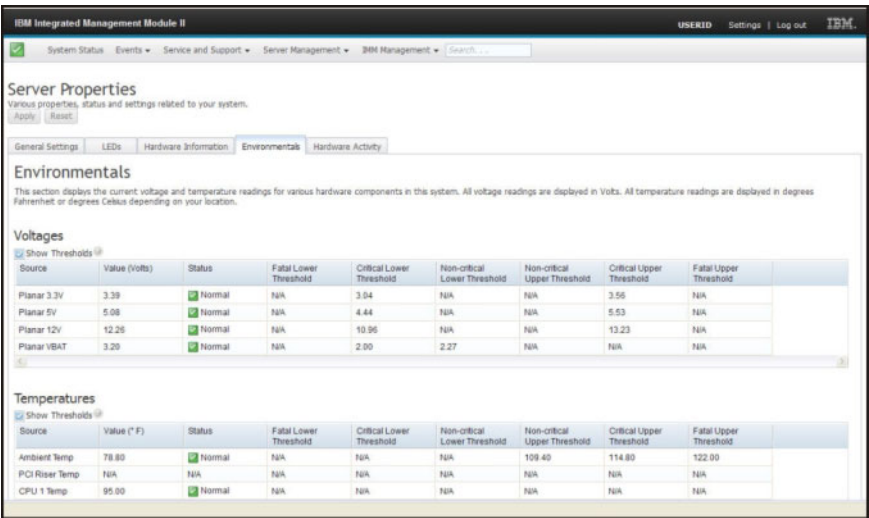 IBM Integrated Management Module II
USERID Settings | Log out IBM.
System Status Events Service and Support Server Management IMM Management Search...
Server Properties
Various properties, status and settings related to your system.
Apply Reset
General Settings LEDs Hardware Information Environmentals Hardware Activity
Environmentals
This section displays the current voltage and temperature readings for various hardware components in this system. All voltage readings are displayed in Volts. All temperature readings are displayed in degrees
Fahrenheit or degrees Celsius depending on your location.
Voltages
Show Thresholds
Source Value (Volts) Status Fatal Lower Threshold Critical Lower Threshold Non-critical Lower Threshold Non-critical Upper Threshold Critical Upper Threshold Fatal Upper Threshold
Planar 3.3V 3.39 Normal N/A 3.04 N/A N/A 3.56 N/A
Planar 5V 5.08 Normal N/A 4.44 N/A N/A 5.53 N/A
Planar 12V 12.26 Normal N/A 10.96 N/A N/A 13.23 N/A
Planar VBAT 3.20 Normal N/A 2.00 2.27 N/A N/A N/A
Temperatures
Show Thresholds
Source Value (° F) Status Fatal Lower Threshold Critical Lower Threshold Non-critical Lower Threshold Non-critical Upper Threshold Critical Upper Threshold Fatal Upper Threshold
Ambient Temp 78.80 Normal N/A N/A N/A 109.40 114.80 122.00
PCI Riser Temp N/A N/A N/A N/A N/A N/A N/A N/A
CPU 1 Temp 95.00 Normal N/A N/A N/A N/A N/A N/A